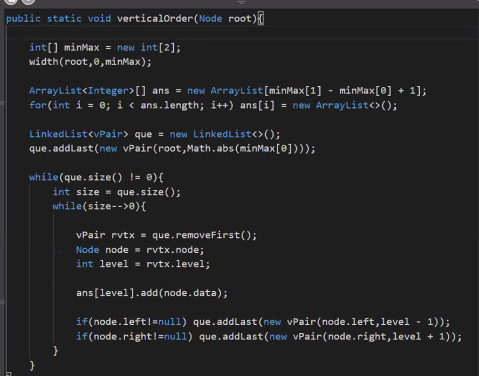 public static void verticalOrder(Node root){
int[] minMax = new int[2];
width(root,0,minMax);
ArrayList<Integer>[] ans = new ArrayList[minMax[1] - minMax[0] + 1];
for(int i = 0; i < ans.length; i++) ans[i] = new ArrayList<>();
LinkedList<vPair> que = new LinkedList<>();
que.addLast(new vPair(root,Math.abs(minMax[0])));
while(que.size() != 0){
int size = que.size();
while(size-->0){
vPair rvtx = que.removeFirst();
Node node = rvtx.node;
int level = rvtx.level;
ans[level].add(node.data);
if(node.left!=null) que.addLast(new vPair(node.left,level - 1));
if(node.right!=null) que.addLast(new vPair(node.right,level + 1));
}
}